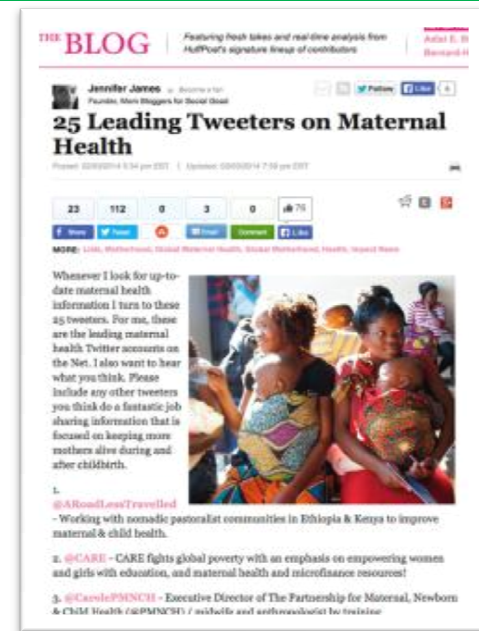 THE BLOG
Featuring fresh takes and real-time analysis from
HuffPost's signature lineup of contributors
Jennifer James
Become a fan
Founder, Mom Bloggers for Social Good
Follow
Like
25 Leading Tweeters on Maternal
Health
23 112 0 3 0 76
Share Tweet Email Comment Like
MORE:
Whenever I look for up-to-
date maternal health
information I turn to these
25 tweeters. For me, these
are the leading maternal
health Twitter accounts on
the Net. I also want to hear
what you think. Please
include any other tweeters
you think do a fantastic job
sharing information that is
focused on keeping more
mothers alive during and
after childbirth.
1.
@ARoadLessTravelled
- Working with nomadic pastoralist communities in Ethiopia & Kenya to improve
maternal & child health.
2. @CARE - CARE fights global poverty with an emphasis on empowering women
and girls with education, and maternal health and microfinance resources!
3. @CarolePMNCH - Executive Director of The Partnership for Maternal, Newborn
& Child Health (@PMNCH) / midwife and anthropologist by training